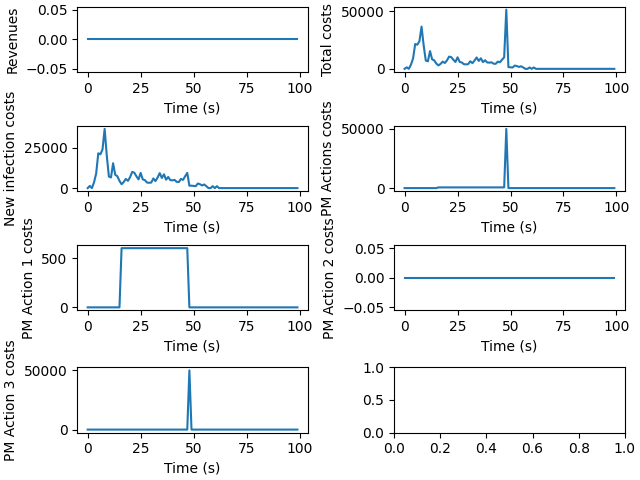 Revenues
0.05
0.00
−0.05
0 25 50 75 100
Time (s)
Total costs
50000
0
0 25 50 75 100
Time (s)
New infection costs
25000
0
0 25 50 75 100
Time (s)
PM Actions costs
50000
0
0 25 50 75 100
Time (s)
PM Action 1 costs
500
0
0 25 50 75 100
Time (s)
PM Action 2 costs
0.05
0.00
−0.05
0 25 50 75 100
Time (s)
PM Action 3 costs
50000
0
0 25 50 75 100
Time (s)
1.0
0.5
0.0
0.0 0.2 0.4 0.6 0.8 1.0